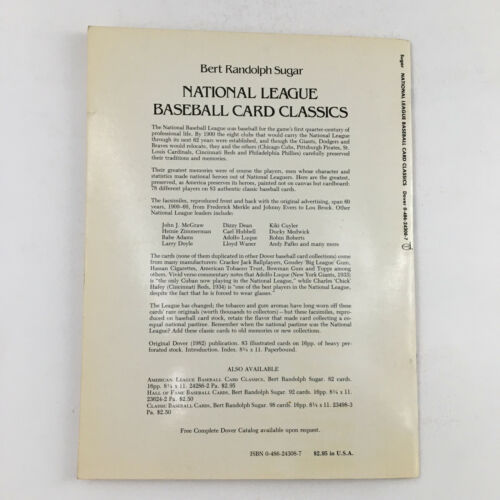 Bert Randolph Sugar
NATIONAL LEAGUE
BASEBALL CARD CLASSICS
The National Baseball League was baseball for the game's first quarter-century of
professional life. By 1900 the eight clubs that would carry the National League
through its next 62 years were established, and though the Giants, Dodgers and
Braves would relocate, they and the others (Chicago Cubs, Pittsburgh Pirates, St.
Louis Cardinals, Cincinnati Reds and Philadelphia Phillies) carefully preserved
their traditions and memories.
Their greatest memories were of course the players, men whose character and
statistics made national heroes out of National Leaguers. Here are the greatest,
preserved, as America preserves its heroes, painted not on canvas but cardboard:
78 different players on 83 authentic baseball cards.
The facsimiles, reproduced front and back with the original advertising, span 60
years, 1909–69, from Frederick Merkle and Johnny Evers to Lou Brock. Other
National League leaders include:
John J. McGraw Dizzy Dean Kiki Cuyler
Heinie Zimmerman Carl Hubbell Ducky Medwick
Babe Adams Adolfo Luque Robin Roberts
Larry Doyle Lloyd Waner Andy Pafko and many more
The cards (none of them duplicated in other Dover baseball card collections) come
from many manufacturers: Cracker Jack Ballplayers, Goudey 'Big League' Gum,
Hassan Cigarettes, American Tobacco Trust, Bowman Gum and Topps among
others. Vivid verso commentary notes that Adolfo Luque (New York Giants, 1933)
is "the only Cuban now playing in the National League," while Charles 'Chick'
Hafey (Cincinnati Reds, 1934) is "one of the best players in the National League,
despite the fact that he is forced to wear glasses."
The League has changed; the tobacco and gum aromas have long worn off these
cards' rare originals (worth thousands to collectors) — but these facsimiles, repro-
duced on baseball card stock, retain the flavor that made card collecting a co-
equal national pastime. Remember when the national pastime was the National
League? Add these classic cards to old memories or new collections.
Original Dover (1982) publication. 83 illustrated cards on 16pp. of heavy per-
forated stock. Introduction. Index. 8¼ x 11. Paperbound.
ALSO AVAILABLE
AMERICAN LEAGUE BASEBALL CARD CLASSICS, Bert Randolph Sugar. 82 cards.
16pp. 8¼ x 11. 24286-2 Pa. $2.95
HALL OF FAME BASEBALL CARDS, Bert Randolph Sugar. 92 cards. 16pp. 8¼ x 11.
23624-2 Pa. $2.50
CLASSIC BASEBALL CARDS, Bert Randolph Sugar. 98 cards. 16pp. 8¼ x 11. 23498-3
Pa. $2.50
Free Complete Dover Catalog available upon request.
ISBN 0-486-24308-7 $2.95 in U.S.A.
Sugar NATIONAL LEAGUE BASEBALL CARD CLASSICS Dover 0-486-24308-7